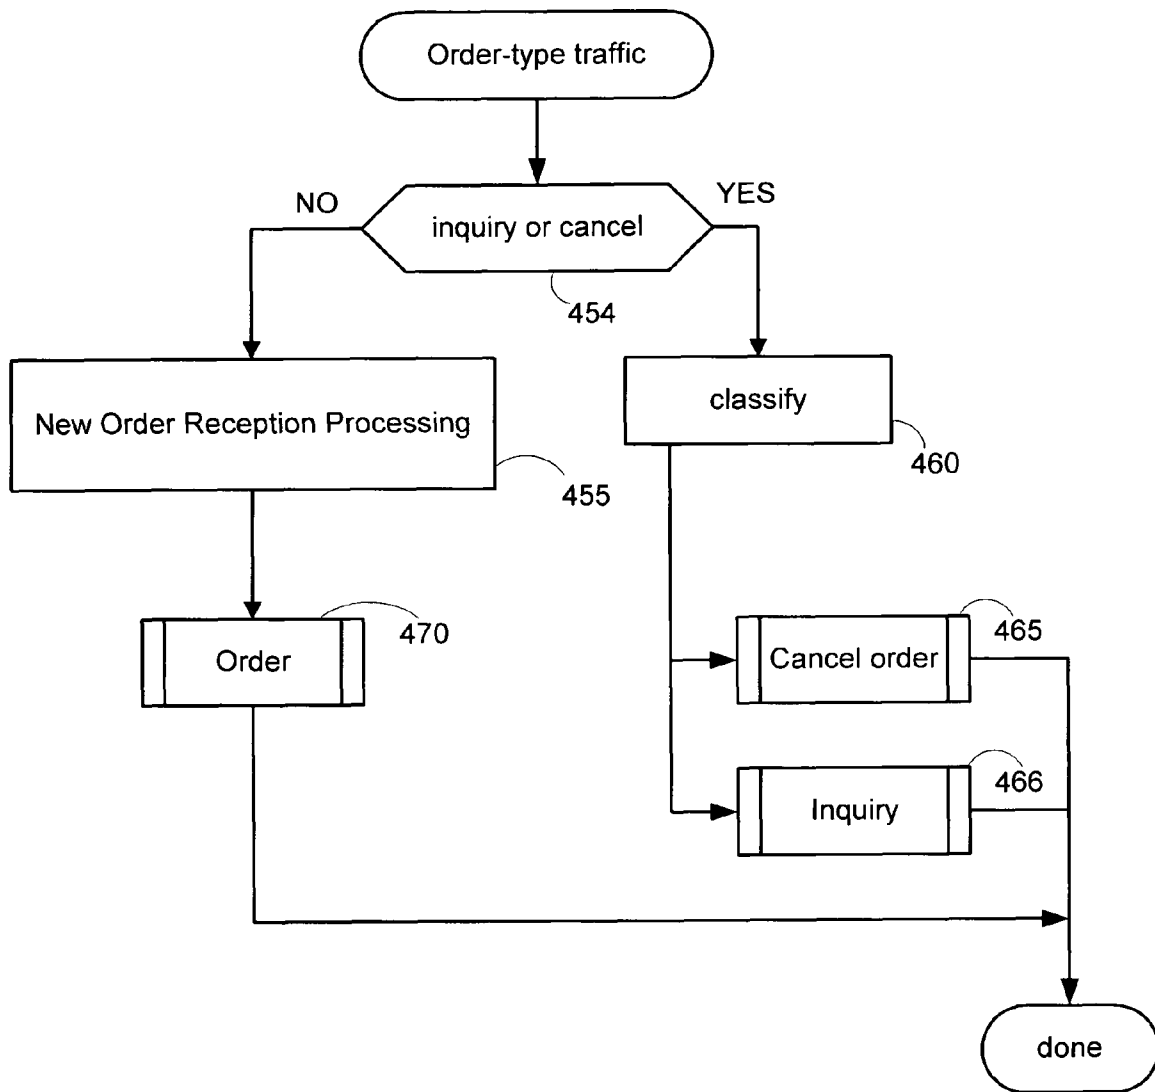 Order-type traffic
NO
YES
inquiry or cancel
454
New Order Reception Processing
455
classify
460
Order
470
Cancel order
465
Inquiry
466
done